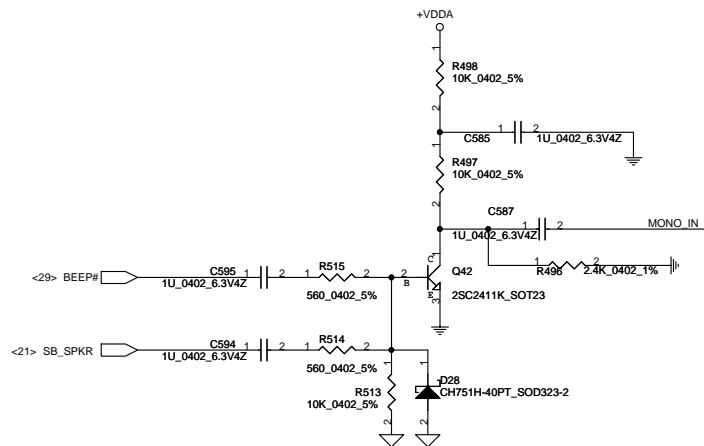 +VDDA
1
R498
10K_0402_5%
2
1 2
C585 1U_0402_6.3V4Z
1
R497
10K_0402_5%
2
C587
1 2 MONO_IN
1U_0402_6.3V4Z
1 2
R496 2.4K_0402_1%
1
C
Q42
2
B
E
3
2SC2411K_SOT23
<29> BEEP# 1 C595 2 1 R515 2
1U_0402_6.3V4Z 560_0402_5%
<21> SB_SPKR 1 C594 2 1 R514 2
1U_0402_6.3V4Z 560_0402_5%
1 1
R513 D28
10K_0402_5% CH751H-40PT_SOD323-2
2 2